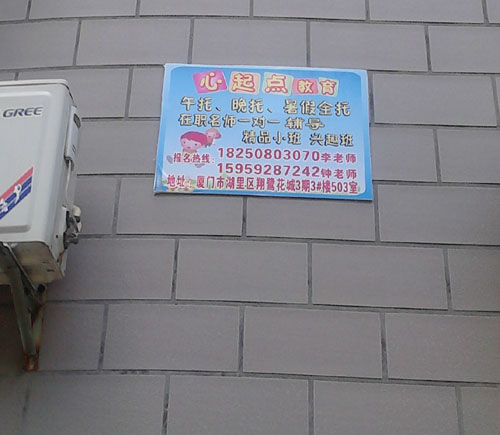 GREE
心起点教育
午托、晚托、暑假全托
在职名师一对一辅导
精品小班 兴趣班
报名热线: 18250803070李老师
15959287242钟老师
地址: 厦门市湖里区翔鹭花城3期3#楼503室